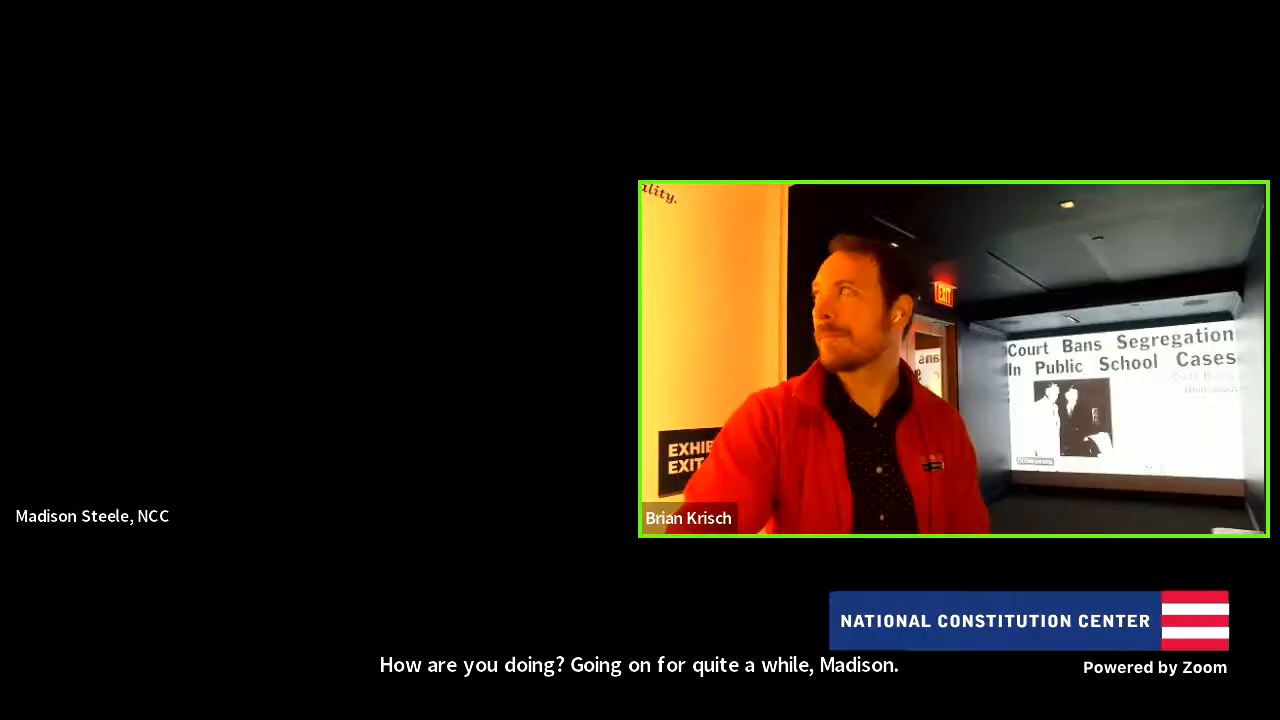 ality.
Court Bans Segregation
In Public School Cases
EXIT
EXHIB
EXIT
Brian Krisch
Madison Steele, NCC
NATIONAL CONSTITUTION CENTER
How are you doing? Going on for quite a while, Madison.
Powered by Zoom